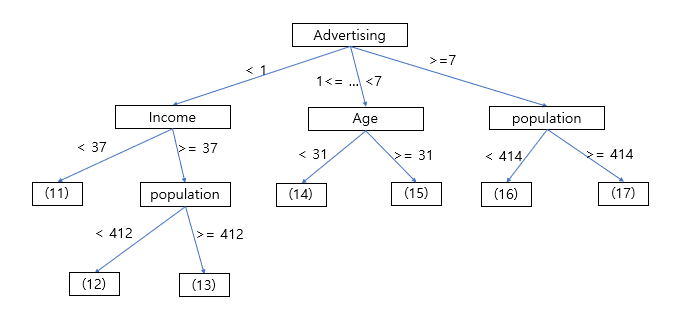 Advertising
< 1
1<= ... <7
>=7
Income
Age
population
< 37
>= 37
< 31
>= 31
< 414
>= 414
(11)
population
(14)
(15)
(16)
(17)
< 412
>= 412
(12)
(13)